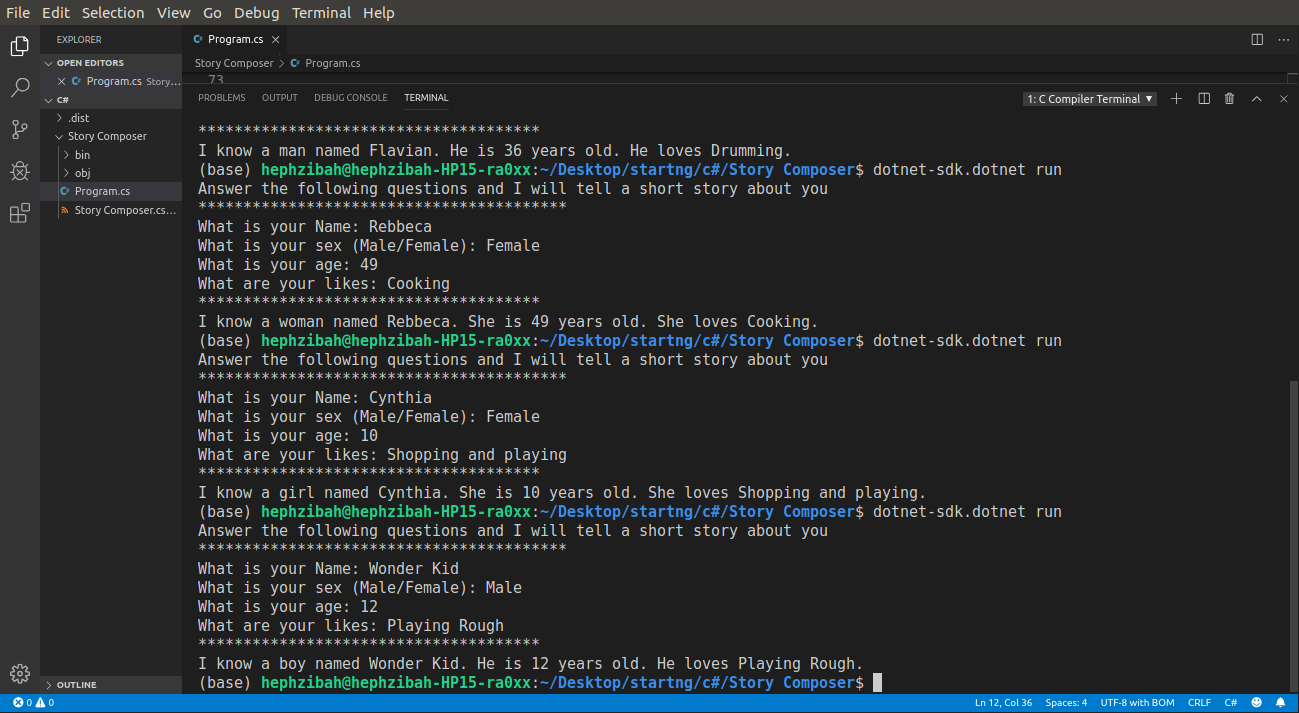 File Edit Selection View Go Debug Terminal Help
EXPLORER
OPEN EDITORS
Program.cs Story...
C#
.dist
Story Composer
bin
obj
Program.cs
Story Composer.cs...
OUTLINE
Program.cs
Story Composer > Program.cs
73
PROBLEMS OUTPUT DEBUG CONSOLE TERMINAL
1: C Compiler Terminal
**************************************
I know a man named Flavian. He is 36 years old. He loves Drumming.
(base) hephzibah@hephzibah-HP15-ra0xx:~/Desktop/startng/c#/Story Composer$ dotnet-sdk.dotnet run
Answer the following questions and I will tell a short story about you
*****************************************
What is your Name: Rebbeca
What is your sex (Male/Female): Female
What is your age: 49
What are your likes: Cooking
**************************************
I know a woman named Rebbeca. She is 49 years old. She loves Cooking.
(base) hephzibah@hephzibah-HP15-ra0xx:~/Desktop/startng/c#/Story Composer$ dotnet-sdk.dotnet run
Answer the following questions and I will tell a short story about you
*****************************************
What is your Name: Cynthia
What is your sex (Male/Female): Female
What is your age: 10
What are your likes: Shopping and playing
**************************************
I know a girl named Cynthia. She is 10 years old. She loves Shopping and playing.
(base) hephzibah@hephzibah-HP15-ra0xx:~/Desktop/startng/c#/Story Composer$ dotnet-sdk.dotnet run
Answer the following questions and I will tell a short story about you
*****************************************
What is your Name: Wonder Kid
What is your sex (Male/Female): Male
What is your age: 12
What are your likes: Playing Rough
**************************************
I know a boy named Wonder Kid. He is 12 years old. He loves Playing Rough.
(base) hephzibah@hephzibah-HP15-ra0xx:~/Desktop/startng/c#/Story Composer$
0 0 Ln 12, Col 36 Spaces: 4 UTF-8 with BOM CRLF C#